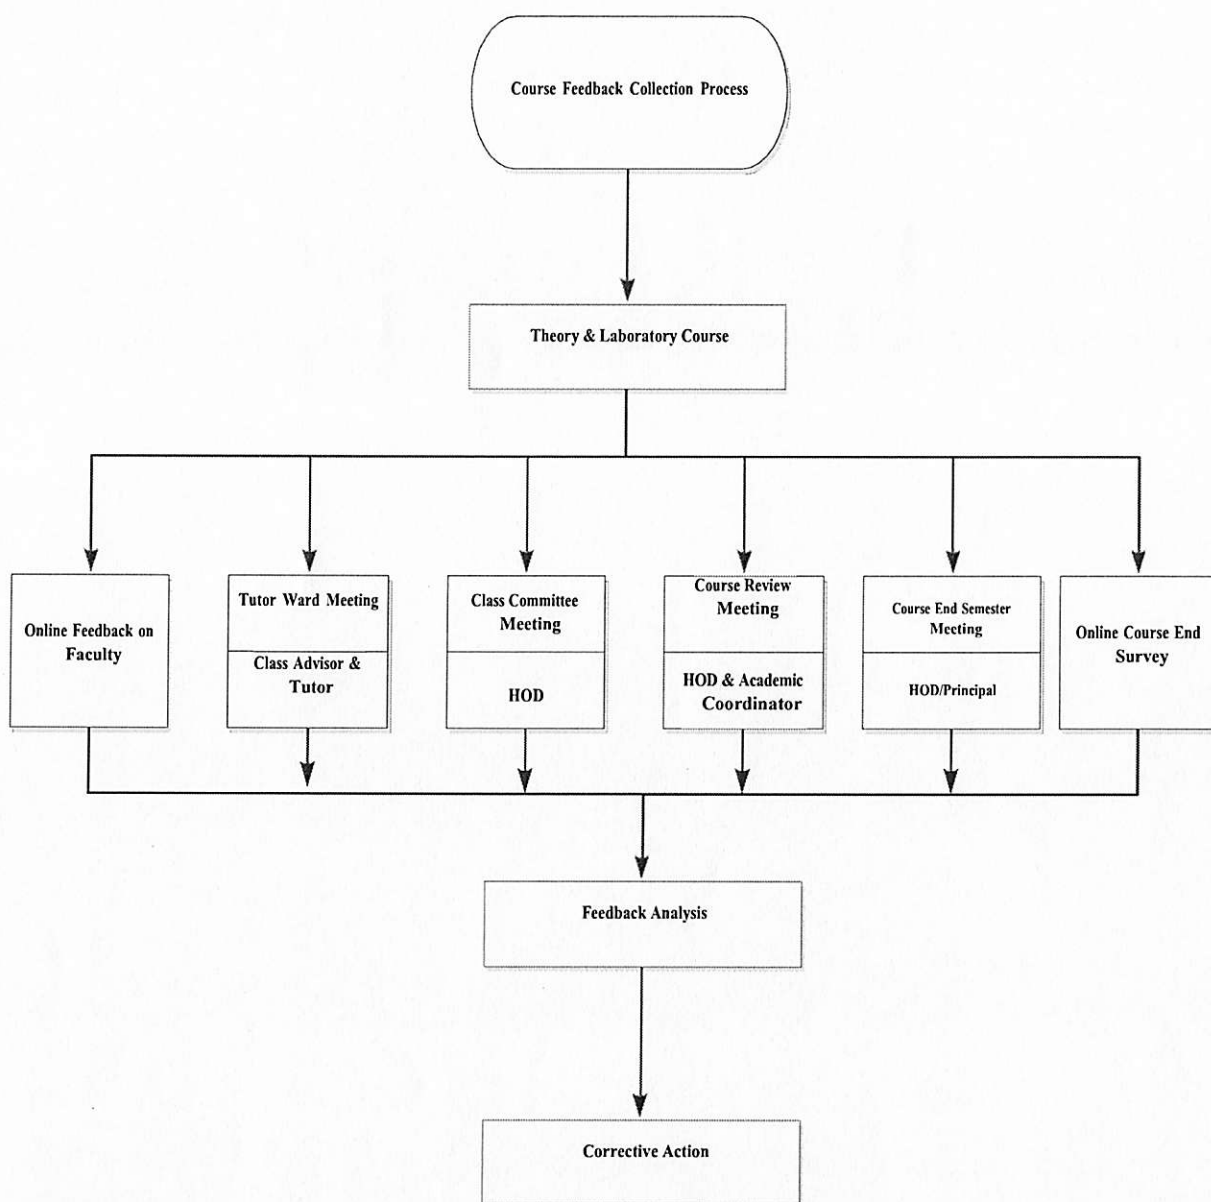 Course Feedback Collection Process
Theory & Laboratory Course
Online Feedback on
Faculty
Tutor Ward Meeting
Class Advisor &
Tutor
Class Committee
Meeting
HOD
Course Review
Meeting
HOD & Academic
Coordinator
Course End Semester
Meeting
HOD/Principal
Online Course End
Survey
Feedback Analysis
Corrective Action